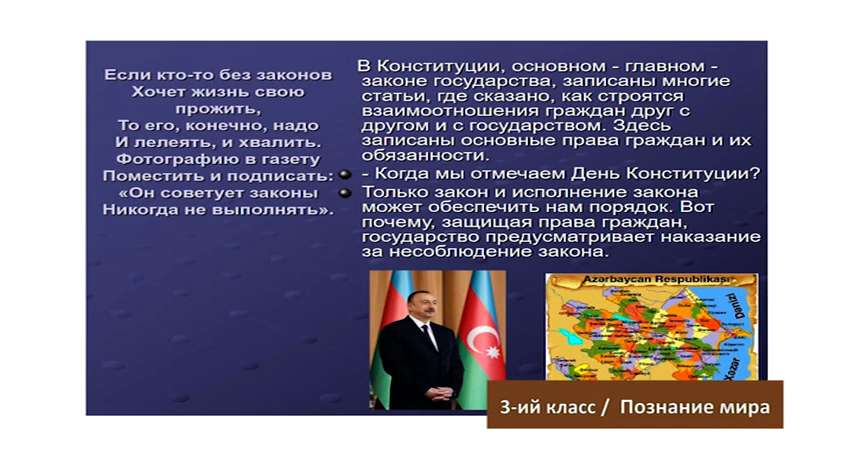 Если кто-то без законов
Хочет жизнь свою
прожить,
То его, конечно, надо
И лелеять, и хвалить.
Фотографию в газету
Поместить и подписать:
«Он советует законы
Никогда не выполнять».
В Конституции, основном - главном -
законе государства, записаны многие
статьи, где сказано, как строятся
взаимоотношения граждан друг с
другом и с государством. Здесь
записаны основные права граждан и их
обязанности.
- Когда мы отмечаем День Конституции?
Только закон и исполнение закона
может обеспечить нам порядок. Вот
почему, защищая права граждан,
государство предусматривает наказание
за несоблюдение закона.
Azərbaycan Respublikası
Dənizi
Xəzər
3-ий класс / Познание мира